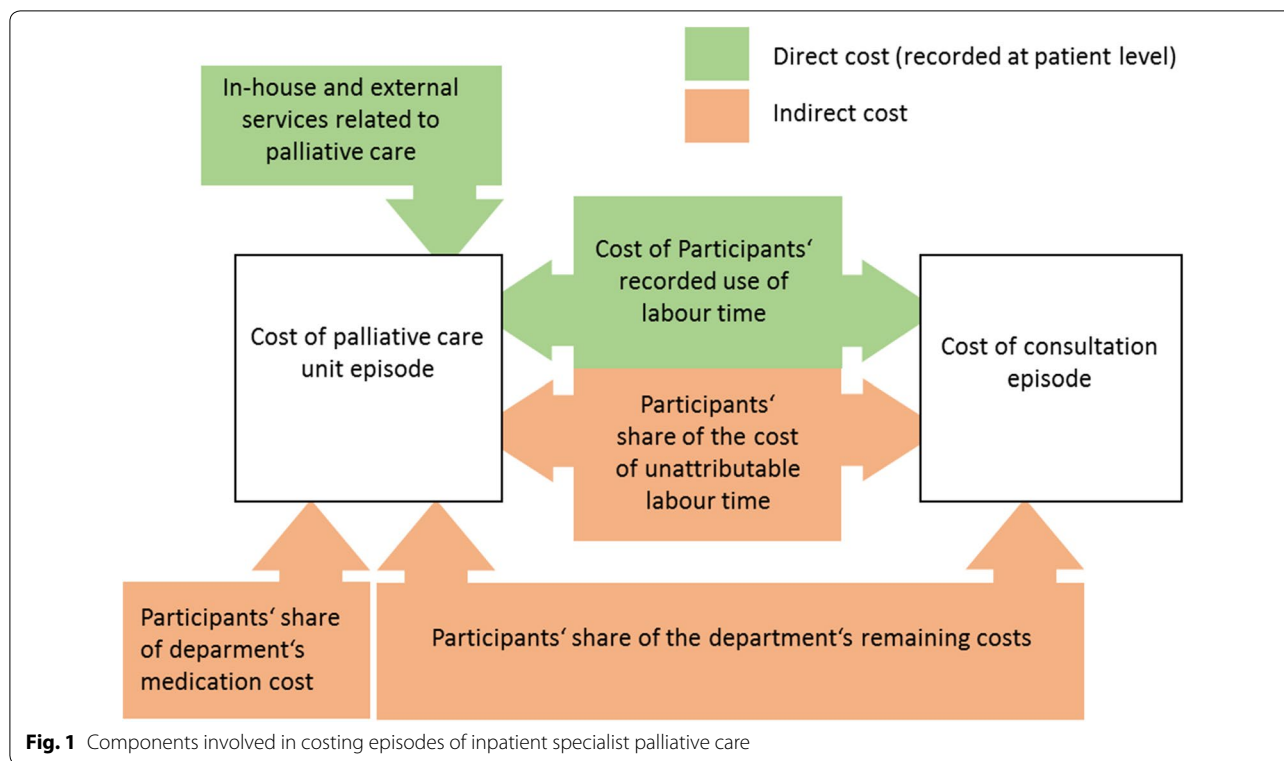 Direct cost (recorded at patient level)
Indirect cost
In-house and external
services related to
palliative care
Cost of Participants‘
recorded use of
labour time
Cost of palliative care
unit episode
Cost of consultation
episode
Participants‘
share of the cost
of unattributable
labour time
Participants‘ share
of deparment‘s
medication cost
Participants‘ share of the department‘s remaining costs
Fig. 1 Components involved in costing episodes of inpatient specialist palliative care